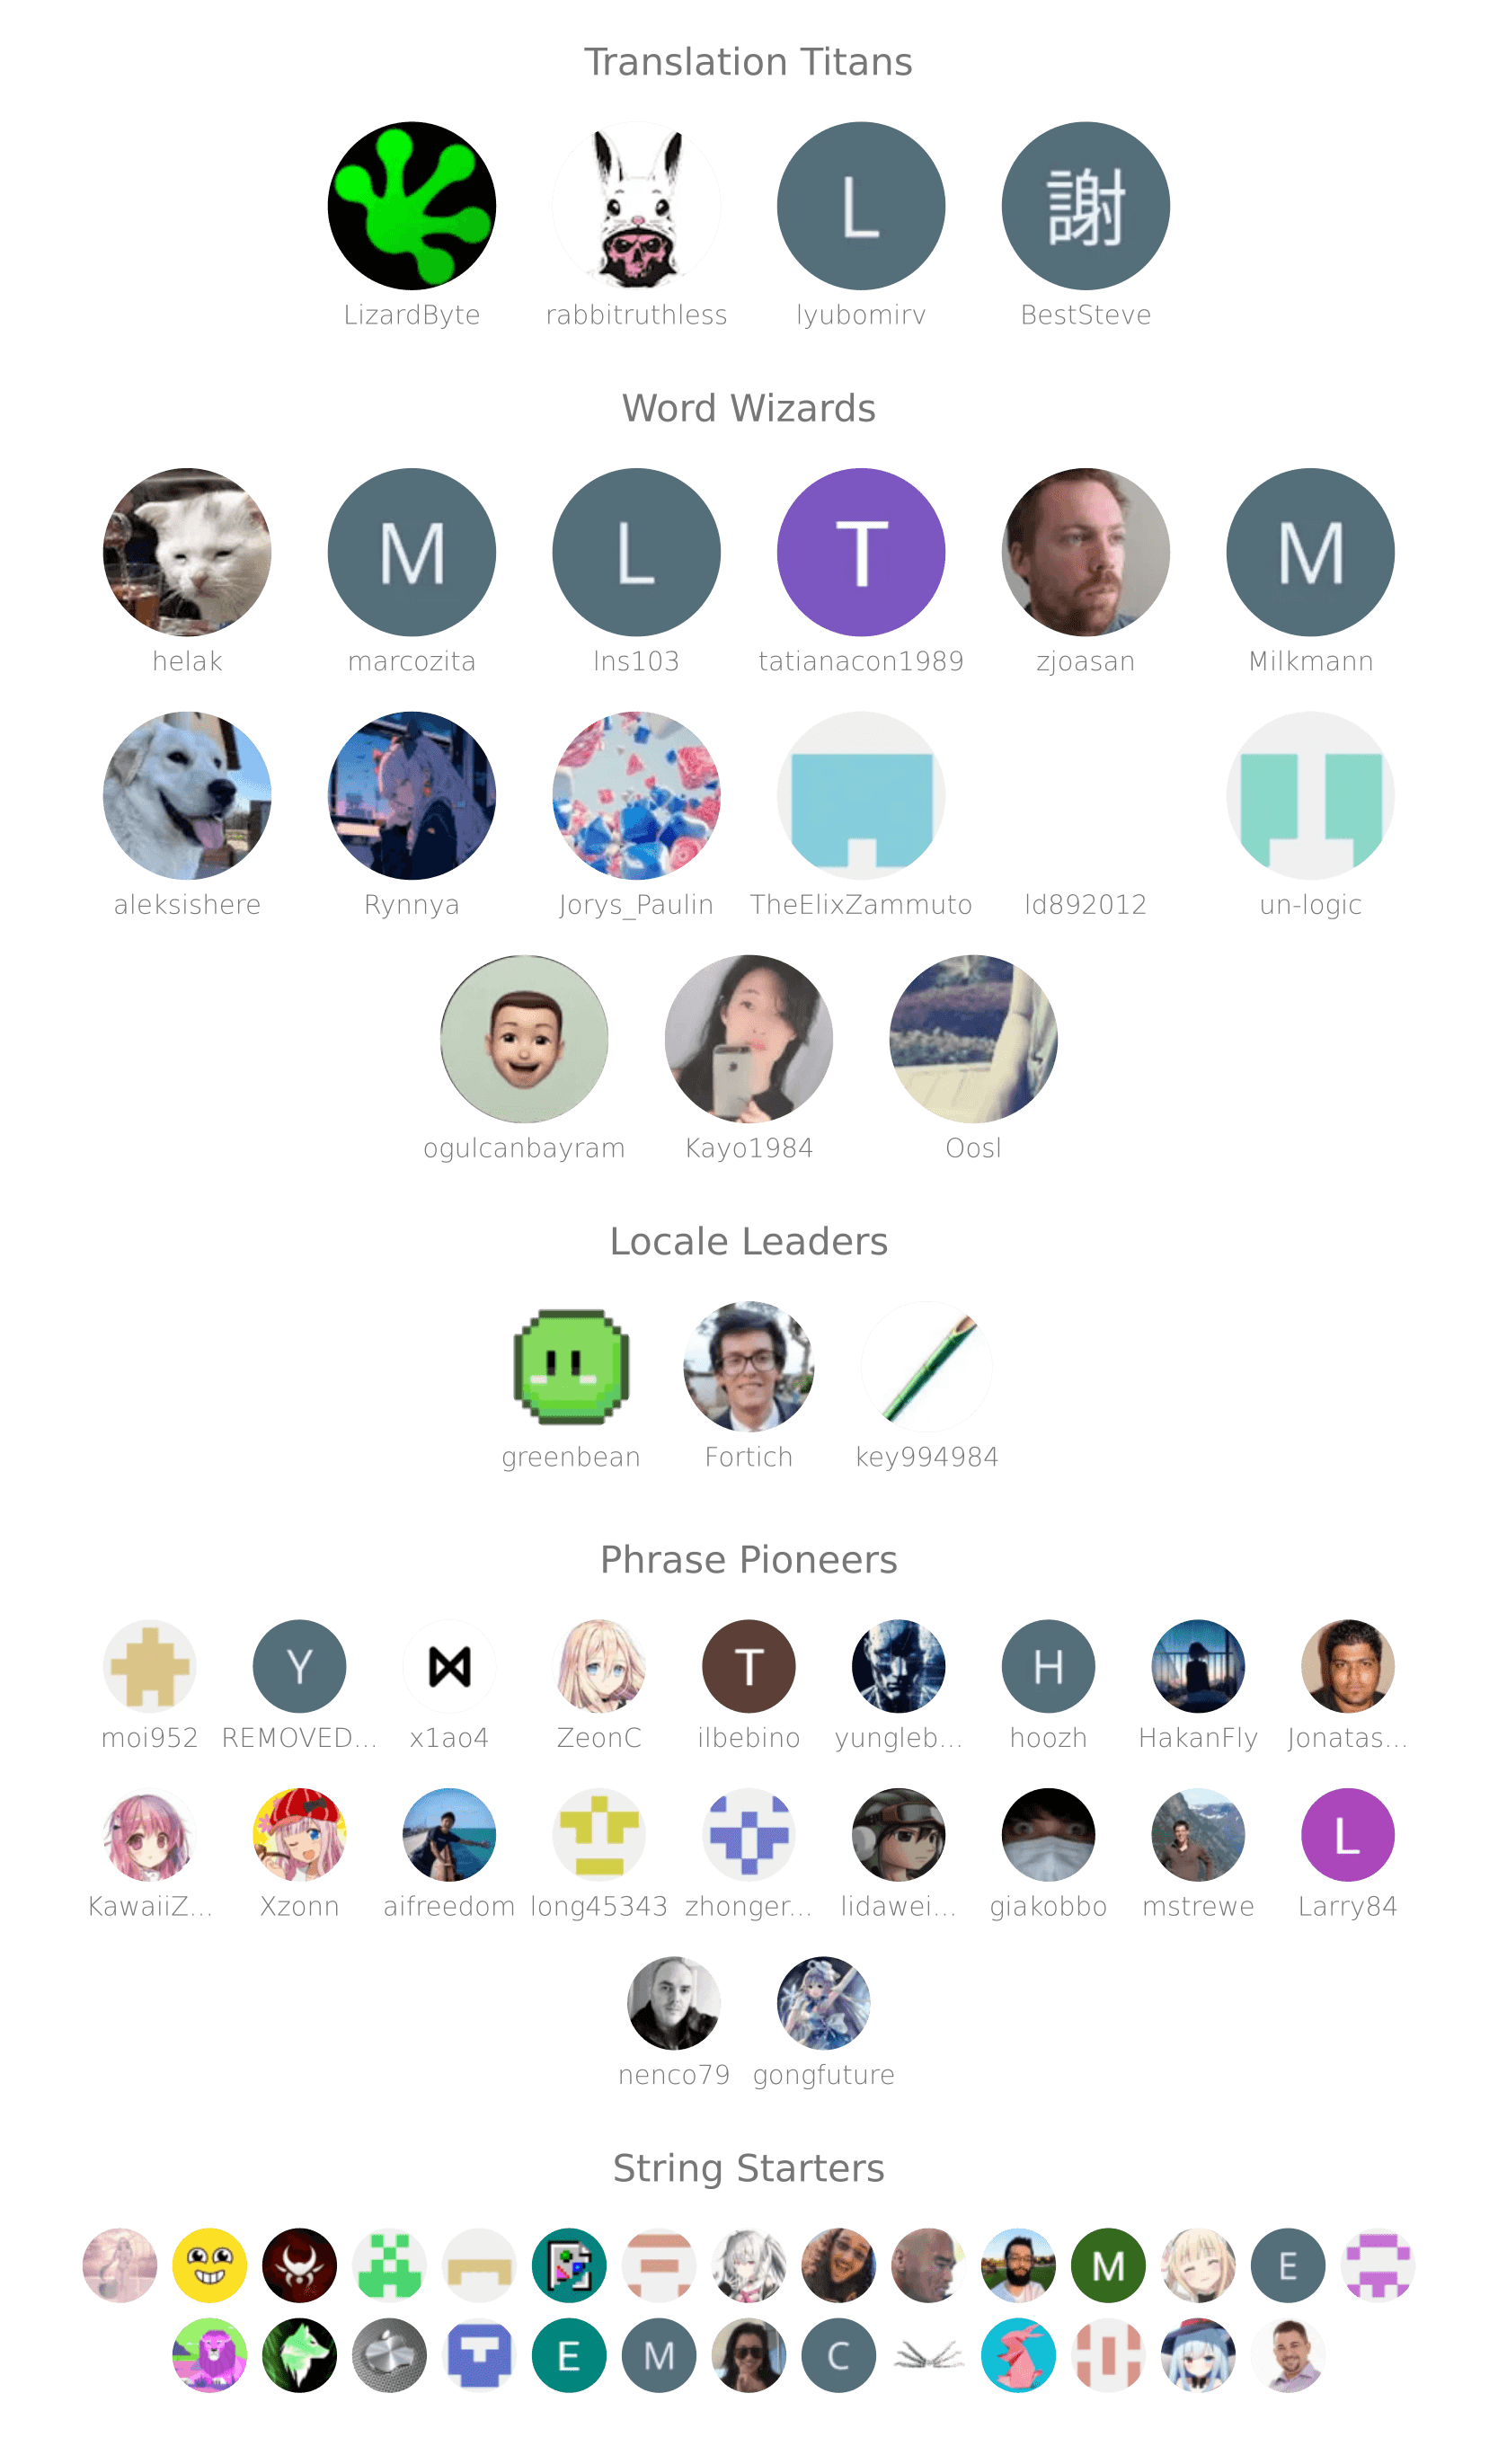 Translation Titans
L 謝
LizardByte rabbitruthless lyubomirv BestSteve
Word Wizards
M L T M
helak marcozita lns103 tatianacon1989 zjoasan Milkmann
aleksishere Rynnya Jorys_Paulin TheElixZammuto ld892012 un-logic
ogulcanbayram Kayo1984 Oosl
Locale Leaders
greenbean Fortich key994984
Phrase Pioneers
Y T H
moi952 REMOVED... x1ao4 ZeonC ilbebino yungleb... hoozh HakanFly Jonatas...
L
KawaiiZ... Xzonn aifreedom long45343 zhonger... lidawei... giakobbo mstrewe Larry84
nenco79 gongfuture
String Starters
M E
E M C